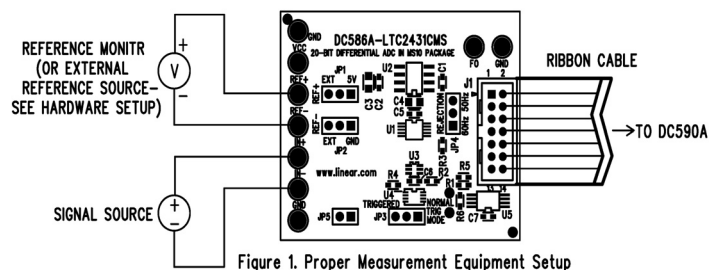 DC586A-LTC2431CMS
20-BIT DIFFERENTIAL ADC IN MS10 PACKAGE
GND
VCC
REF+
REF-
IN+
IN-
GND
REFERENCE MONITR
(OR EXTERNAL
REFERENCE SOURCE-
SEE HARDWARE SETUP)
+
V
-
SIGNAL SOURCE
+
-
JP1
EXT 5V
REF+
REF-
EXT GND
JP2
www.linear.com
U2
C1
C3
C2
C4
C5
U1
REJECTION
60Hz 50Hz
JP4
R3
U3
C6
R2
R4
U4
R1
R5
R6
TRIGGERED
NORMAL
JP5
JP3
TRIG
MODE
C7
U5
J3 J4
FO
GND
J1
1 2
RIBBON CABLE
TO DC590A
Figure 1. Proper Measurement Equipment Setup